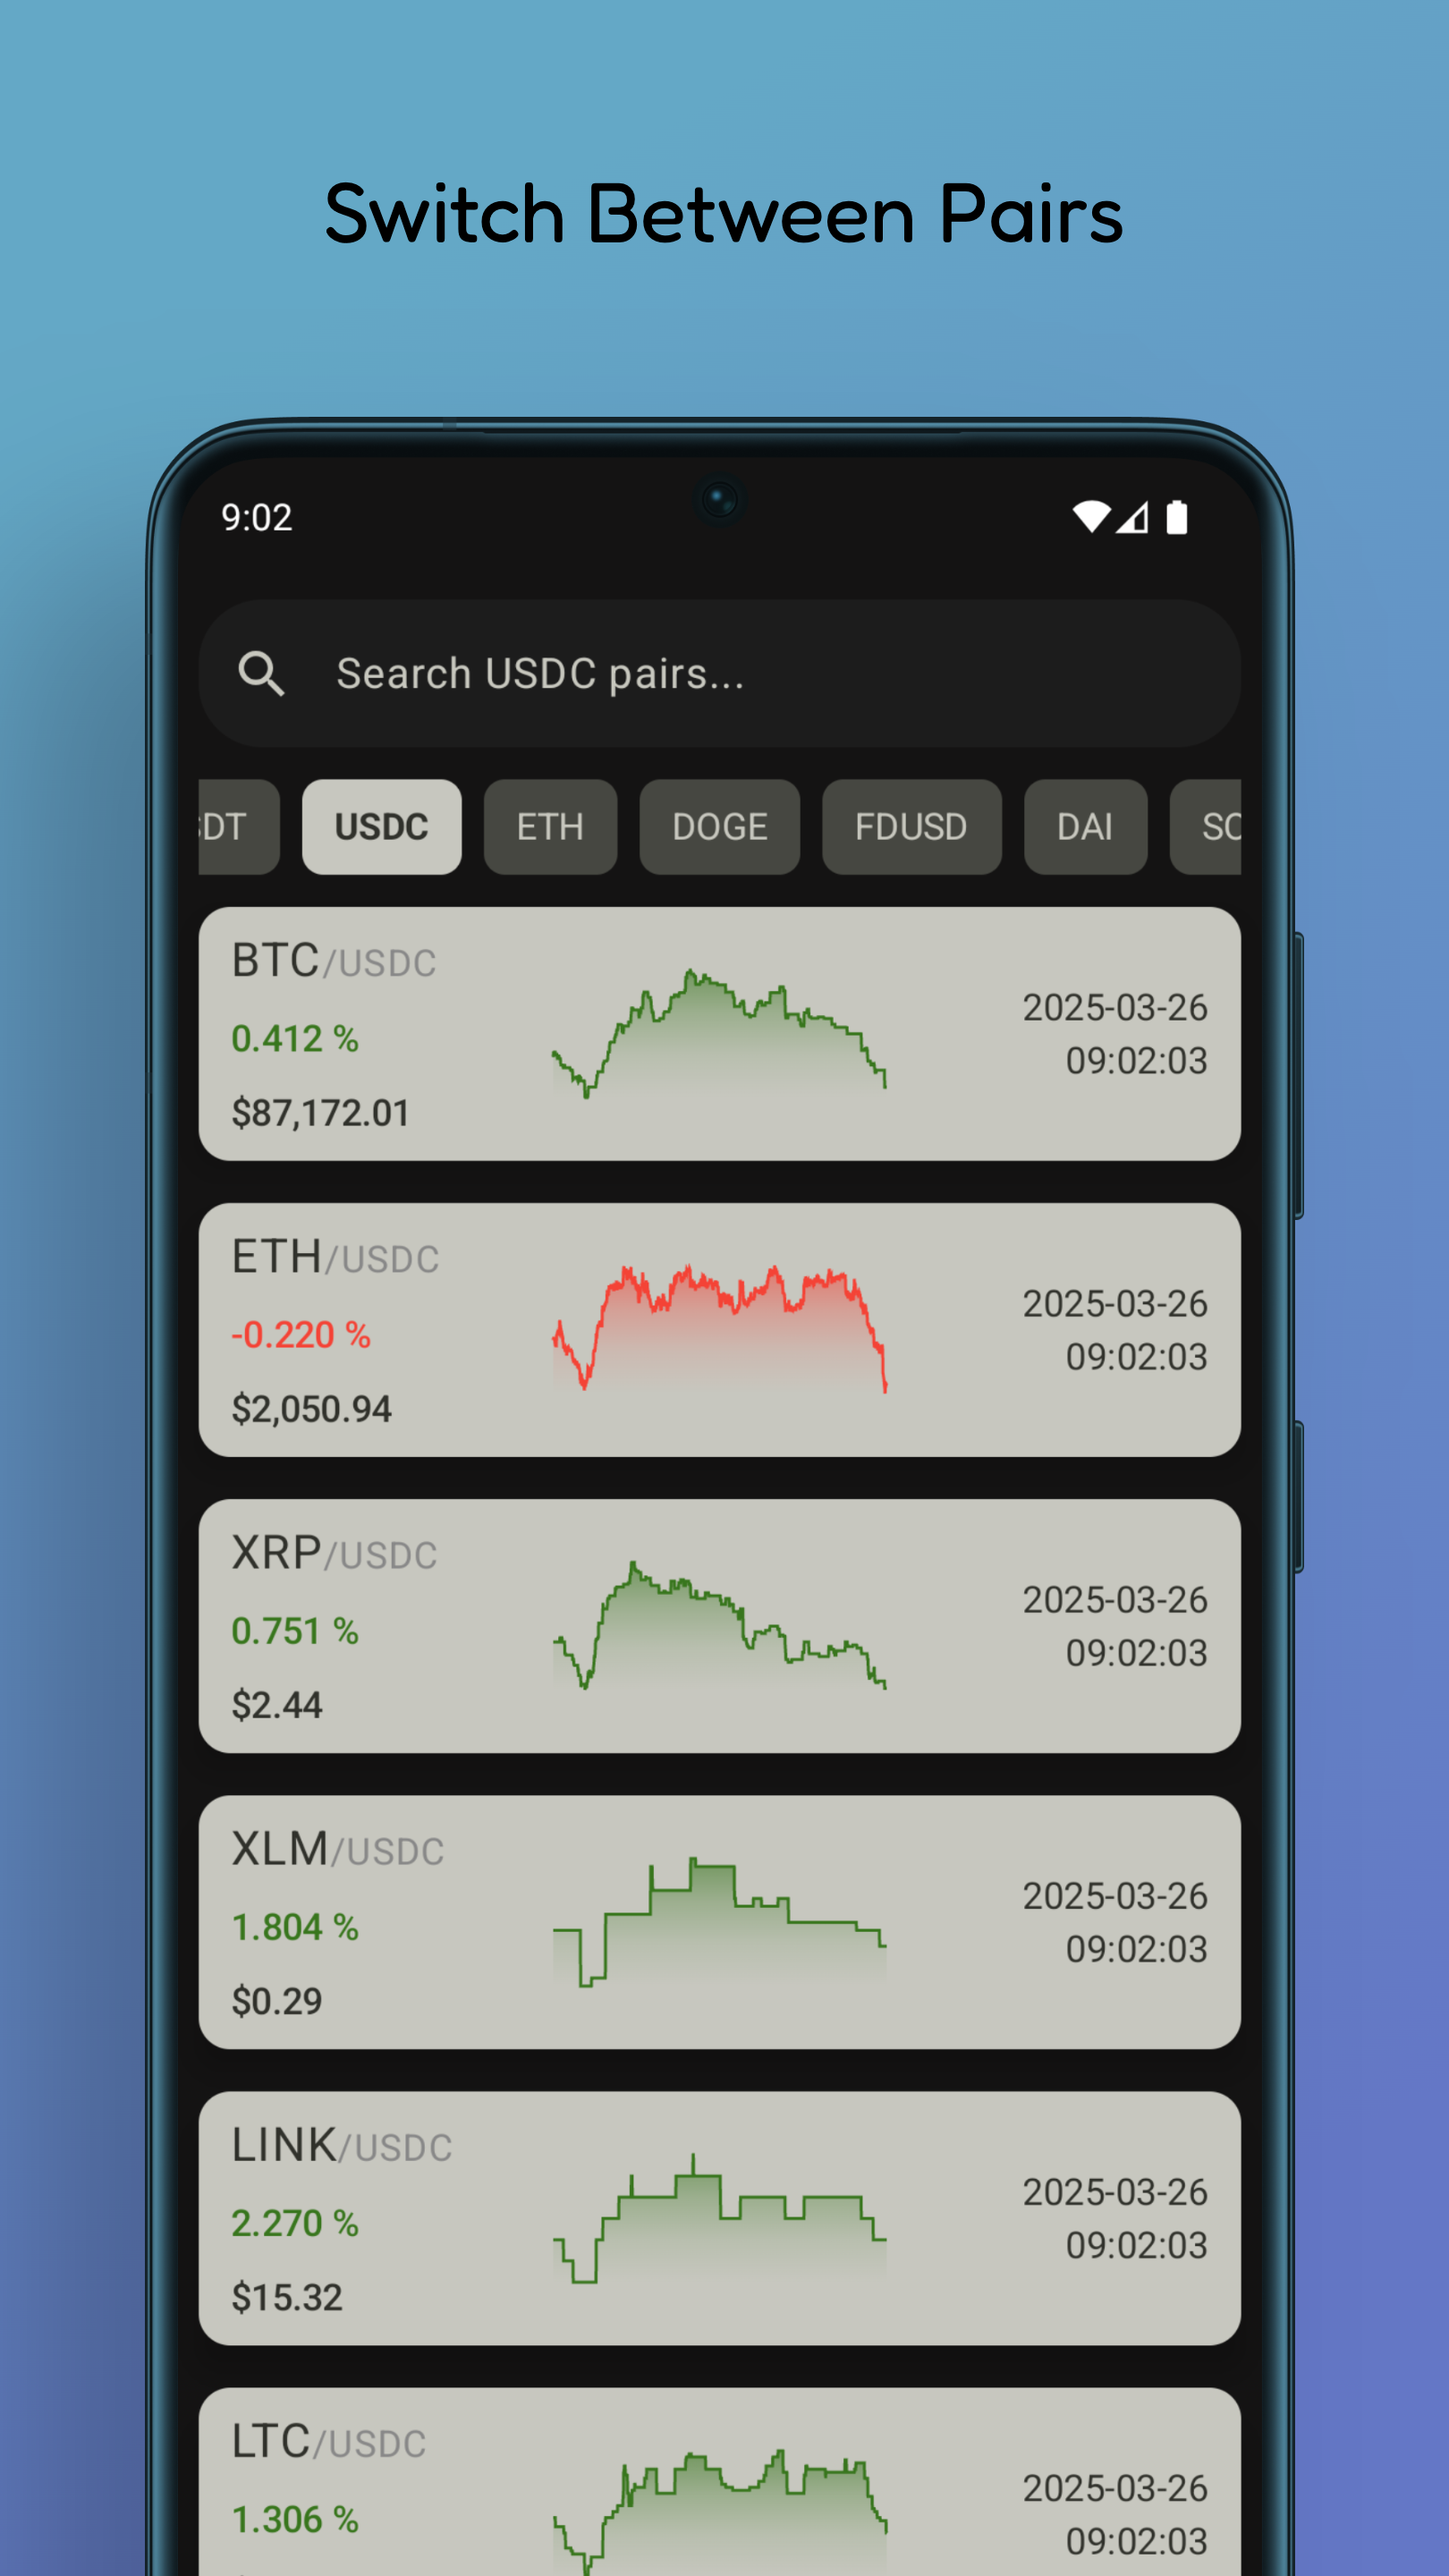 Switch Between Pairs
9:02
Search USDC pairs...
USDC ETH DOGE FDUSD DAI
BTC/USDC
0.412 %
$87,172.01
2025-03-26
09:02:03
ETH/USDC
-0.220 %
$2,050.94
2025-03-26
09:02:03
XRP/USDC
0.751 %
$2.44
2025-03-26
09:02:03
XLM/USDC
1.804 %
$0.29
2025-03-26
09:02:03
LINK/USDC
2.270 %
$15.32
2025-03-26
09:02:03
LTC/USDC
1.306 %
2025-03-26
09:02:03